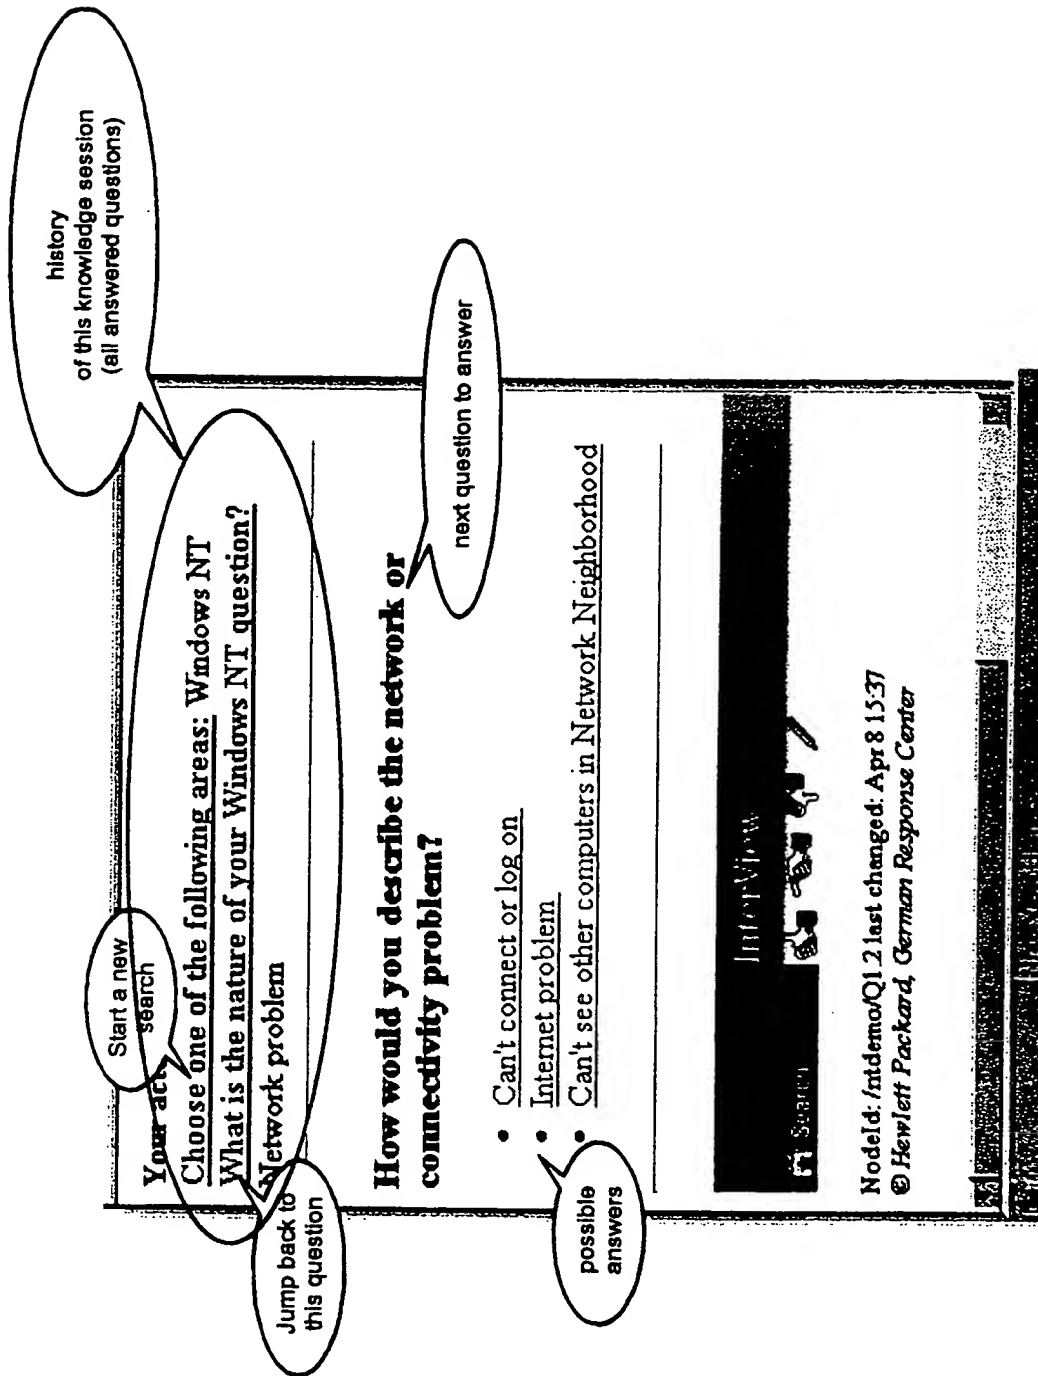 history
of this knowledge session
(all answered questions)
Start a new
search
Your act
Choose one of the following areas: Windows NT
What is the nature of your Windows NT question?
Network problem
Jump back to
this question
How would you describe the network or
connectivity problem?
next question to answer
Can't connect or log on
Internet problem
Can't see other computers in Network Neighborhood
possible
answers
InterView
Search
NodeId: /ntdemo/Q1.2 last changed: Apr 8 15:37
© Hewlett Packard, German Response Center